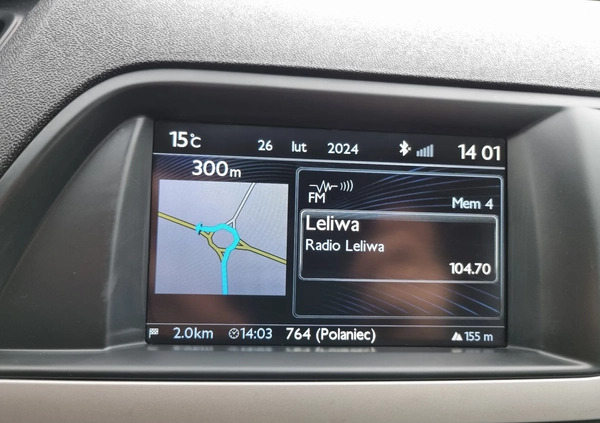 15°C 26 lut 2024 14 01
300m
FM Mem 4
Leliwa
Radio Leliwa
104.70
2.0km 14:03 764 (Polaniec) 155 m